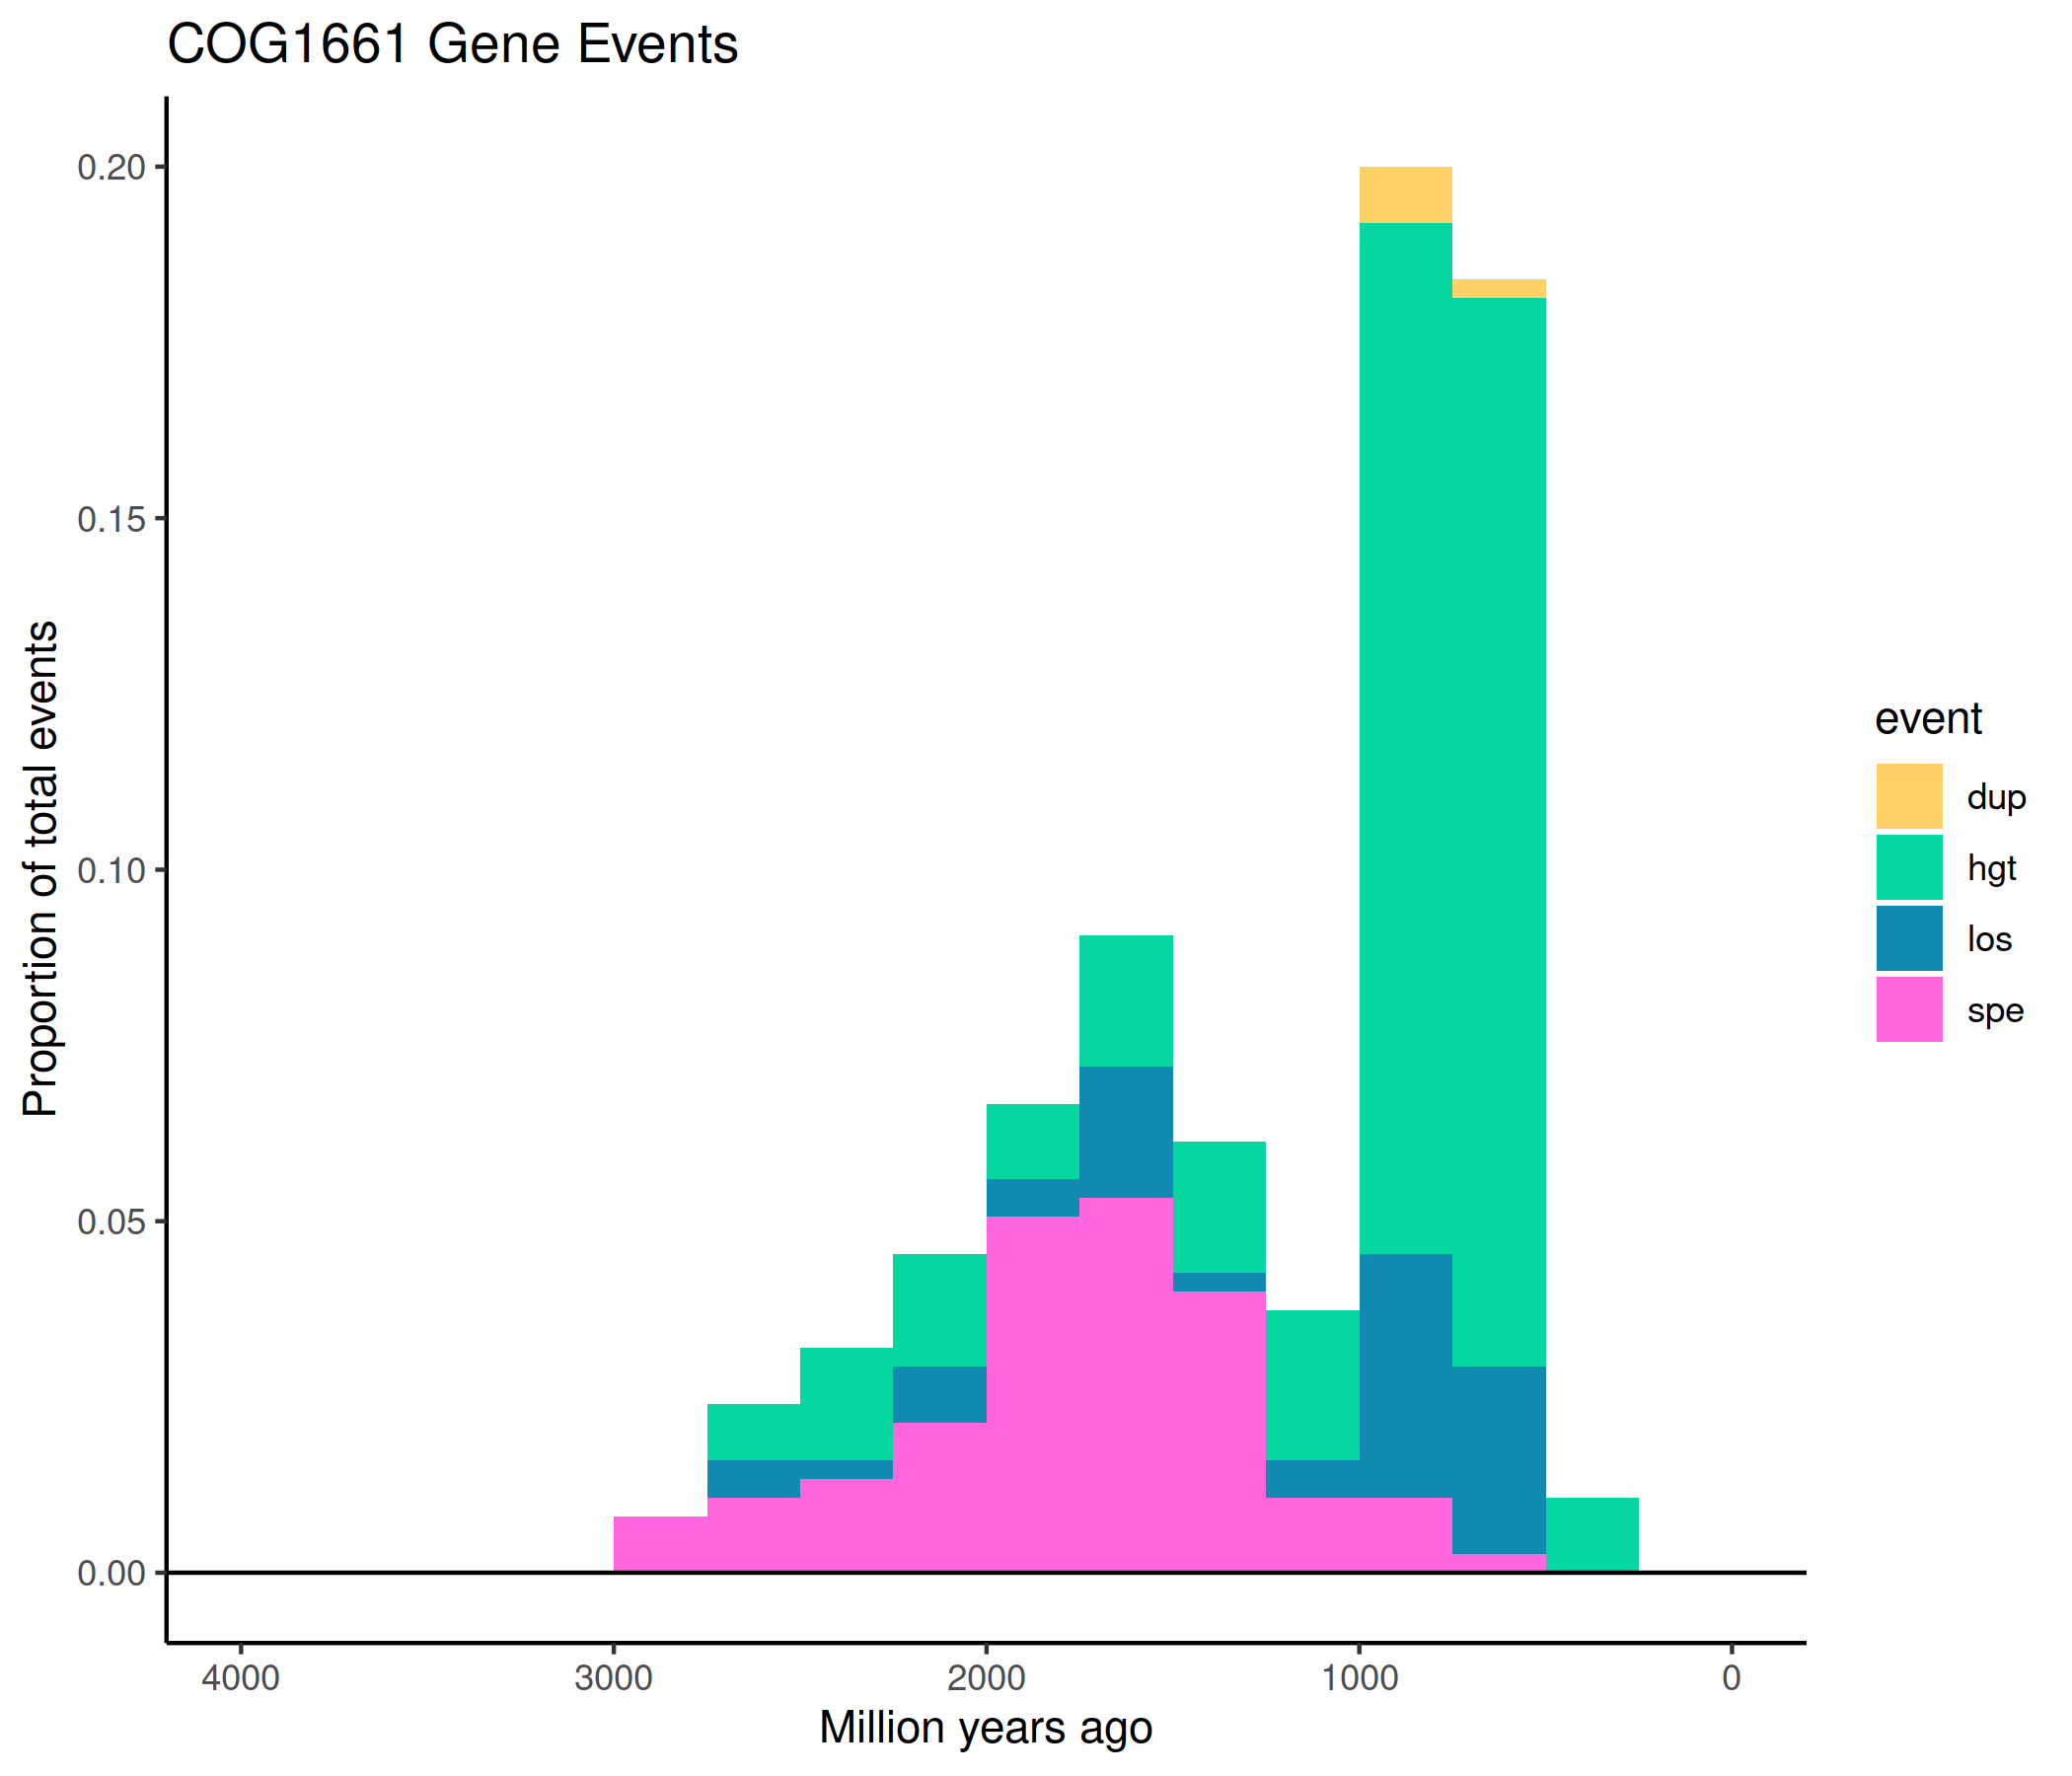 COG1661 Gene Events
Proportion of total events
0.20
0.15
0.10
0.05
0.00
4000 3000 2000 1000 0
Million years ago
event
dup
hgt
los
spe